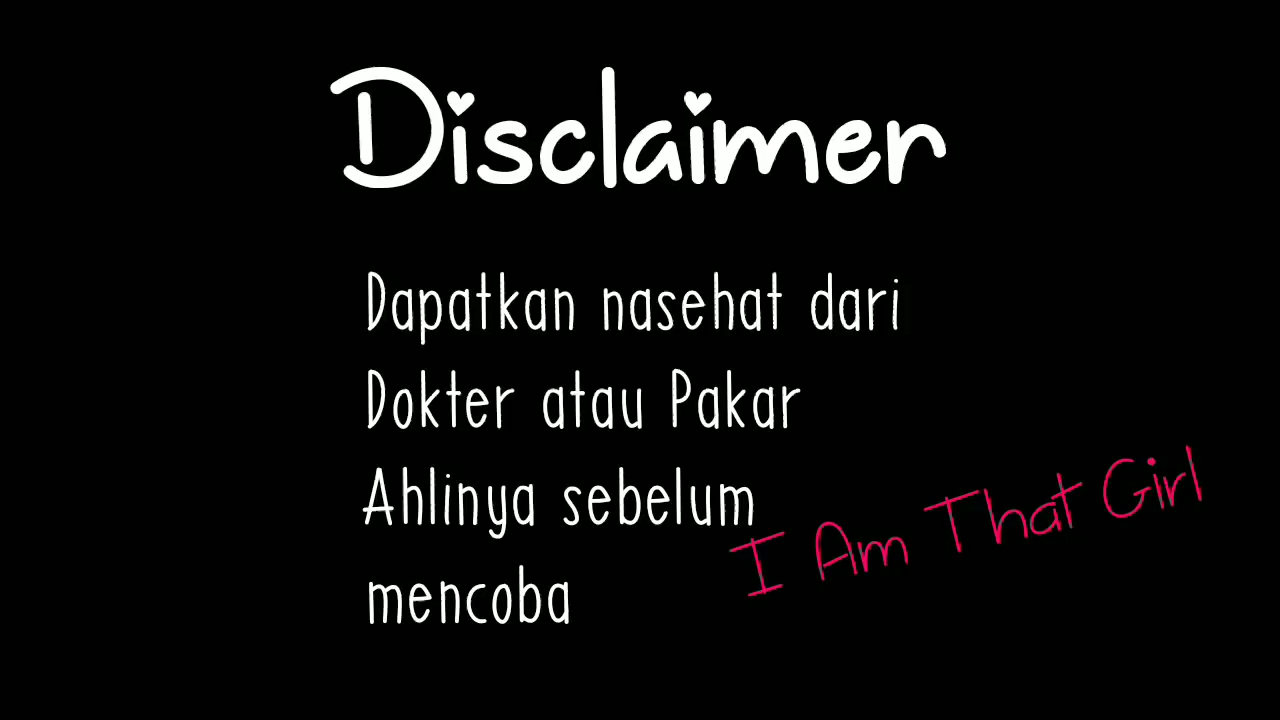 Disclaimer
Dapatkan nasehat dari
Dokter atau Pakar
Ahlinya sebelum
mencoba
I Am That Girl